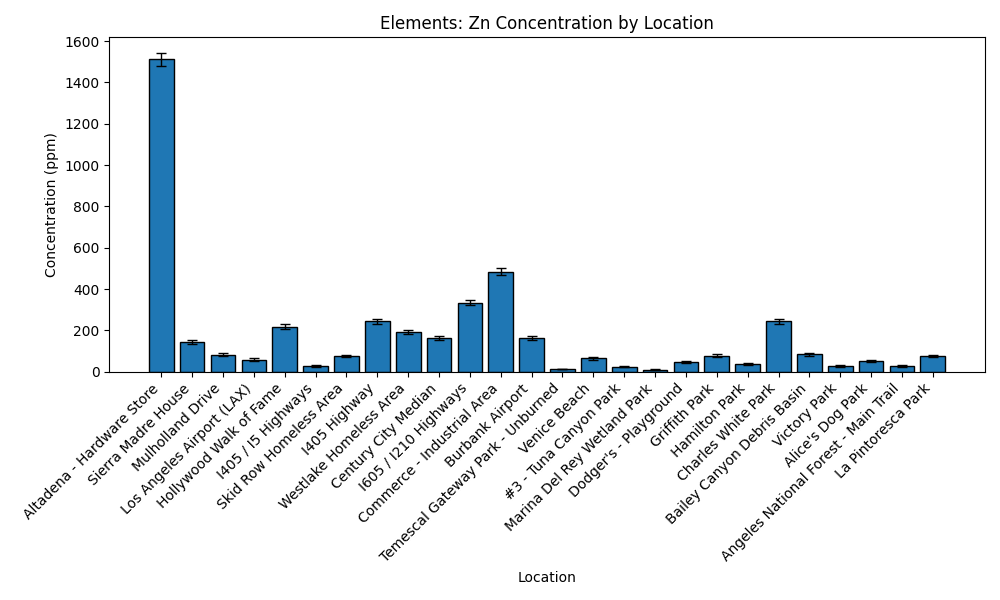 Elements: Zn Concentration by Location
Concentration (ppm)
1600
1400
1200
1000
800
600
400
200
0
Altadena - Hardware Store
Sierra Madre House
Mulholland Drive
Los Angeles Airport (LAX)
Hollywood Walk of Fame
I405 / I5 Highways
Skid Row Homeless Area
I405 Highway
Westlake Homeless Area
Century City Median
I605 / I210 Highways
Commerce - Industrial Area
Burbank Airport
Temescal Gateway Park - Unburned
Venice Beach
#3 - Tuna Canyon Park
Marina Del Rey Wetland Park
Dodger's - Playground
Griffith Park
Hamilton Park
Charles White Park
Bailey Canyon Debris Basin
Victory Park
Alice's Dog Park
Angeles National Forest - Main Trail
La Pintoresca Park
Location